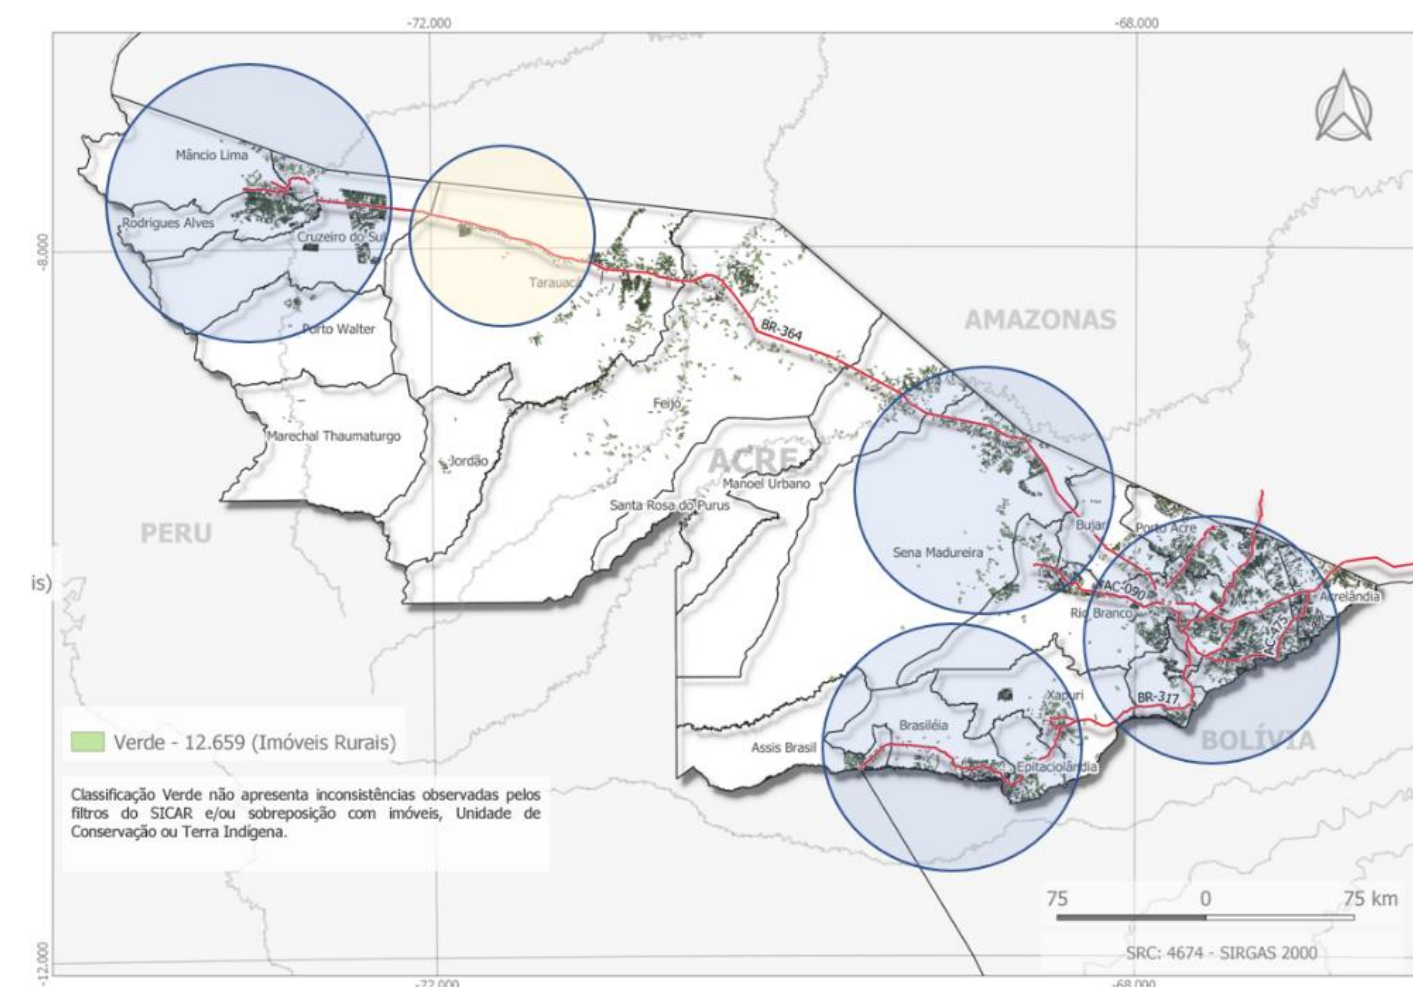 -72.000
-68.000
Mâncio Lima
Rodrigues Alves
Cruzeiro do Sul
-8.000
Tarauacá
Porto Walter
BR-364
AMAZONAS
Feijó
Marechal Thaumaturgo
Jordão
ACRE
Manoel Urbano
Santa Rosa do Purus
PERU
Bujari
Porto Acre
Sena Madureira
is)
AC-090
Acrelândia
Rio Branco
AC-475
Xapuri
BR-317
Brasiléia
Assis Brasil
BOLÍVIA
Epitaciolândia
Verde - 12.659 (Imóveis Rurais)
Classificação Verde não apresenta inconsistências observadas pelos
filtros do SICAR e/ou sobreposição com imóveis, Unidade de
Conservação ou Terra Indígena.
75 0 75 km
SRC: 4674 - SIRGAS 2000
-12.000
-72.000
-68.000